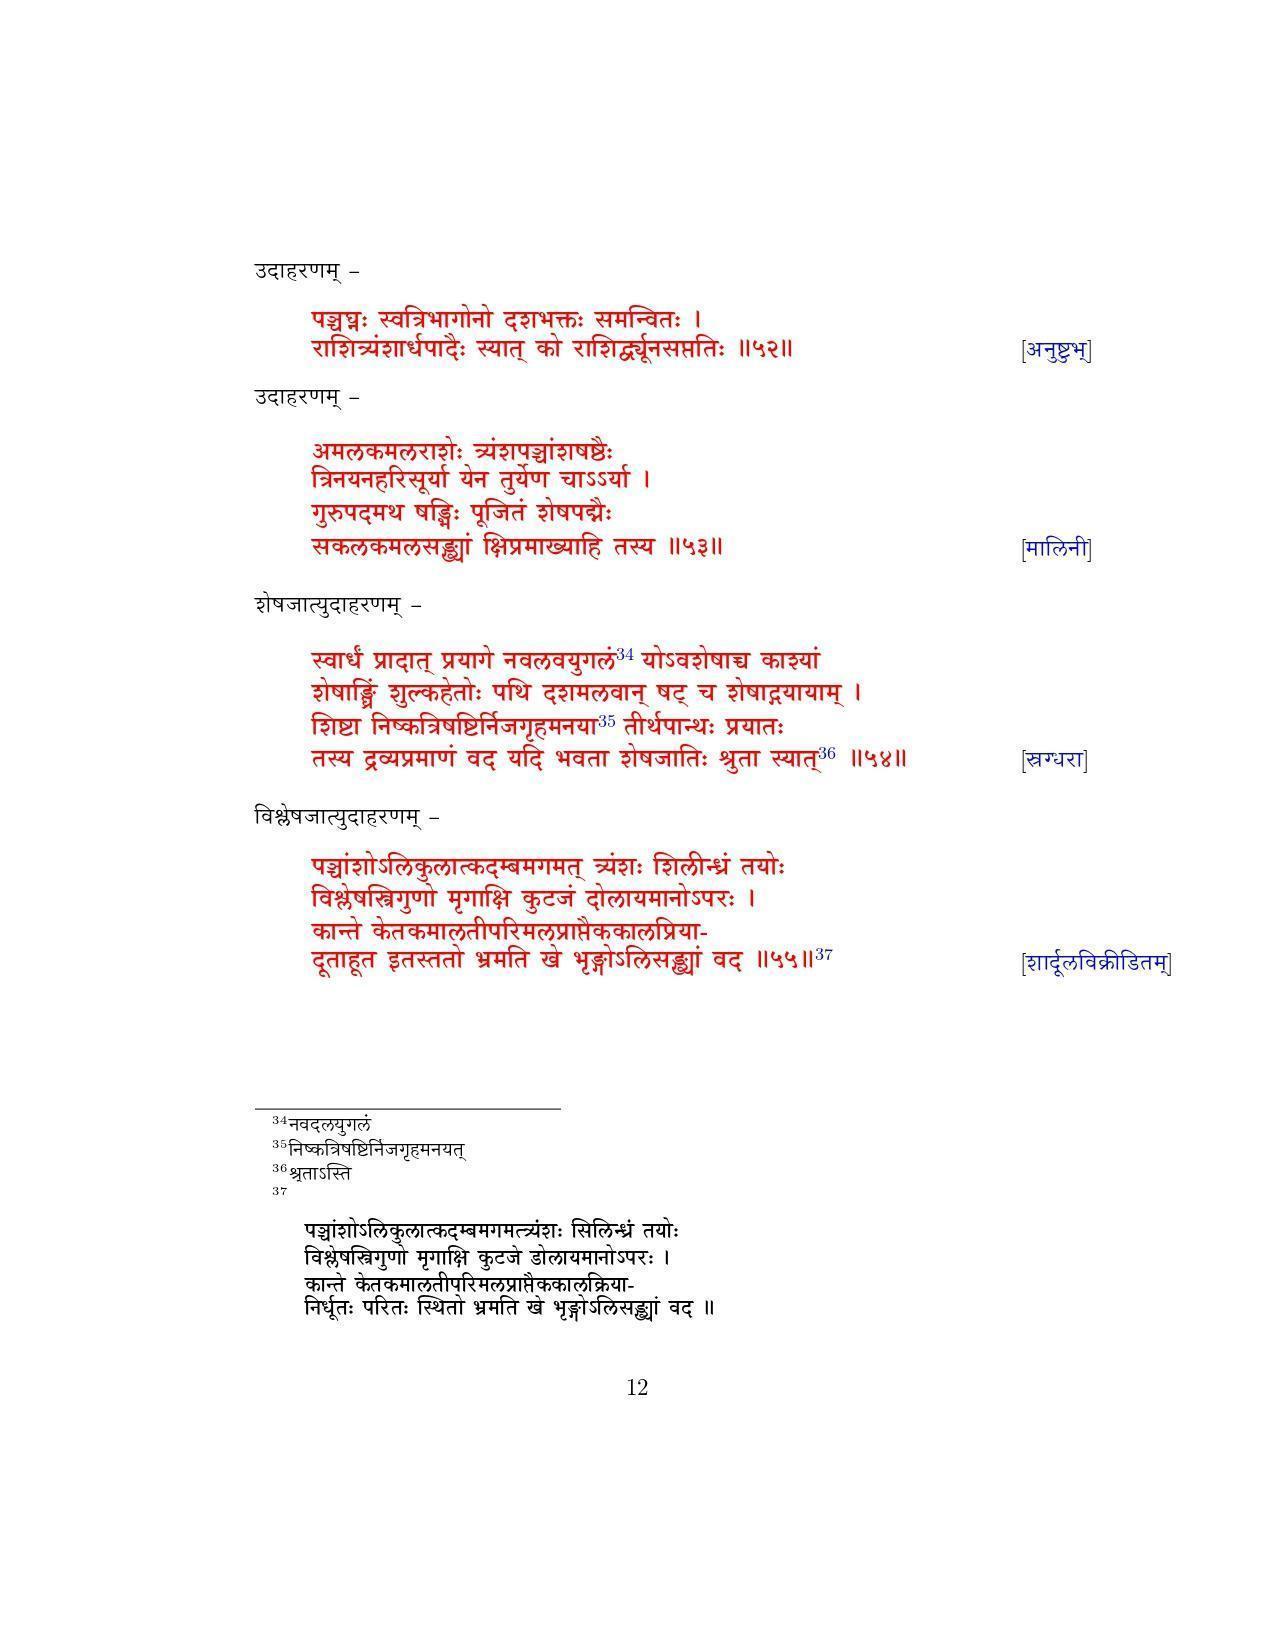 उदाहरणम् –
पञ्चघ्नः स्वत्रिभागोनो दशभक्तः समन्वितः ।
राशित्र्यंशार्धपादैः स्यात् को राशिर्द्व्यूनसप्ततिः ॥५२॥ [अनुष्टुभ्]
उदाहरणम् –
अमलकमलराशेः त्र्यंशपञ्चांशषष्ठैः
त्रिनयनहरिसूर्या येन तुर्येण चाऽऽर्या ।
गुरुपदमथ षड्भिः पूजितं शेषपद्मैः
सकलकमलसङ्ख्यां क्षिप्रमाख्याहि तस्य ॥५३॥ [मालिनी]
शेषजात्युदाहरणम् –
स्वार्धं प्रादात् प्रयागे नवलवयुगलं34 योऽवशेषाच्च काश्यां
शेषाङ्घ्रिं शुल्कहेतोः पथि दशमलवान् षट् च शेषाद्गयायाम् ।
शिष्टा निष्कत्रिषष्टिर्निजगृहमनया35 तीर्थपान्थः प्रयातः
तस्य द्रव्यप्रमाणं वद यदि भवता शेषजातिः श्रुता स्यात्36 ॥५४॥ [स्रग्धरा]
विश्लेषजात्युदाहरणम् –
पञ्चांशोऽलिकुलात्कदम्बमगमत् त्र्यंशः शिलीन्ध्रं तयोः
विश्लेषस्त्रिगुणो मृगाक्षि कुटजं दोलायमानोऽपरः ।
कान्ते केतकमालतीपरिमलप्राप्तैककालप्रिया-
दूताहूत इतस्ततो भ्रमति खे भृङ्गोऽलिसङ्ख्यां वद ॥५५॥37 [शार्दूलविक्रीडितम्]
34नवदलयुगलं
35निष्कत्रिषष्टिर्निजगृहमनयत्
36श्रुताऽस्ति
37
पञ्चांशोऽलिकुलात्कदम्बमगमत्त्र्यंशः सिलिन्ध्रं तयोः
विश्लेषस्त्रिगुणो मृगाक्षि कुटजे डोलायमानोऽपरः ।
कान्ते केतकमालतीपरिमलप्राप्तैककालक्रिया-
निर्धूतः परितः स्थितो भ्रमति खे भृङ्गोऽलिसङ्ख्यां वद ॥
12